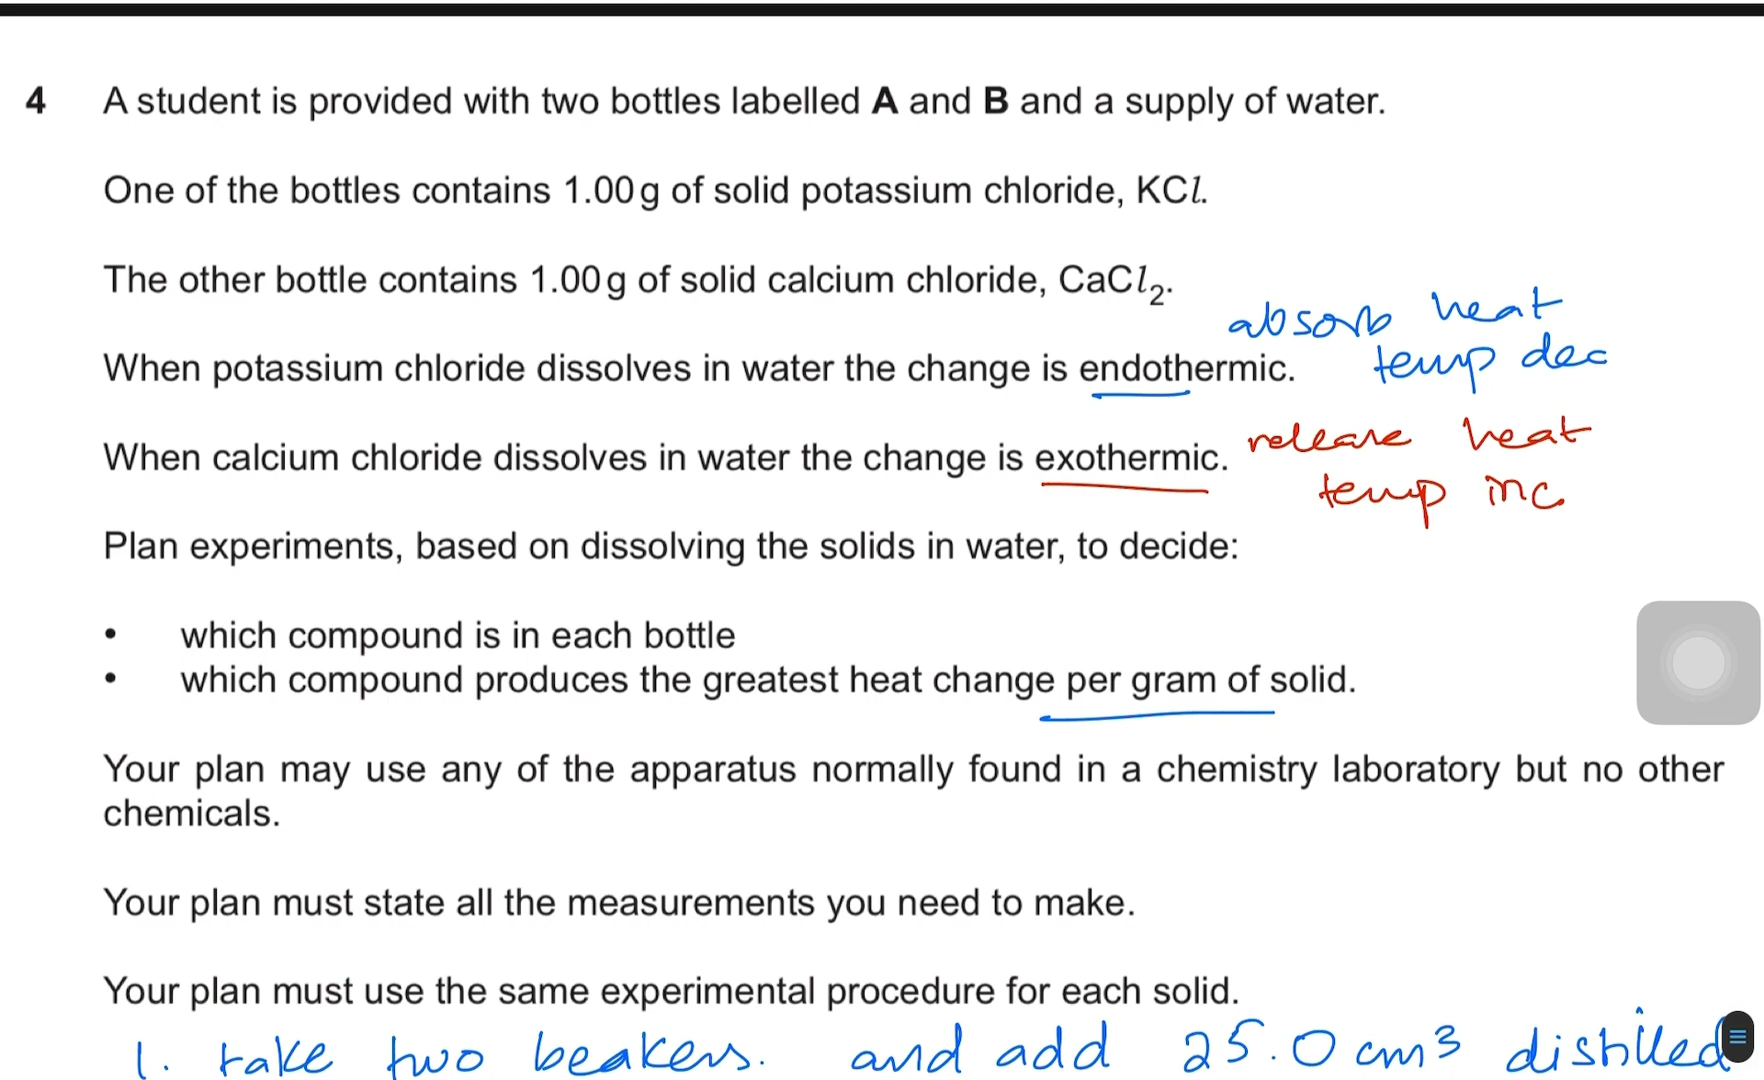 4 A student is provided with two bottles labelled A and B and a supply of water.
One of the bottles contains 1.00 g of solid potassium chloride, KCl.
The other bottle contains 1.00 g of solid calcium chloride, CaCl₂.
absorb heat
When potassium chloride dissolves in water the change is endothermic. temp dec
When calcium chloride dissolves in water the change is exothermic. release heat
temp inc
Plan experiments, based on dissolving the solids in water, to decide:
• which compound is in each bottle
• which compound produces the greatest heat change per gram of solid.
Your plan may use any of the apparatus normally found in a chemistry laboratory but no other
chemicals.
Your plan must state all the measurements you need to make.
Your plan must use the same experimental procedure for each solid.
1. take two beakers. and add 25.0 cm³ distilled